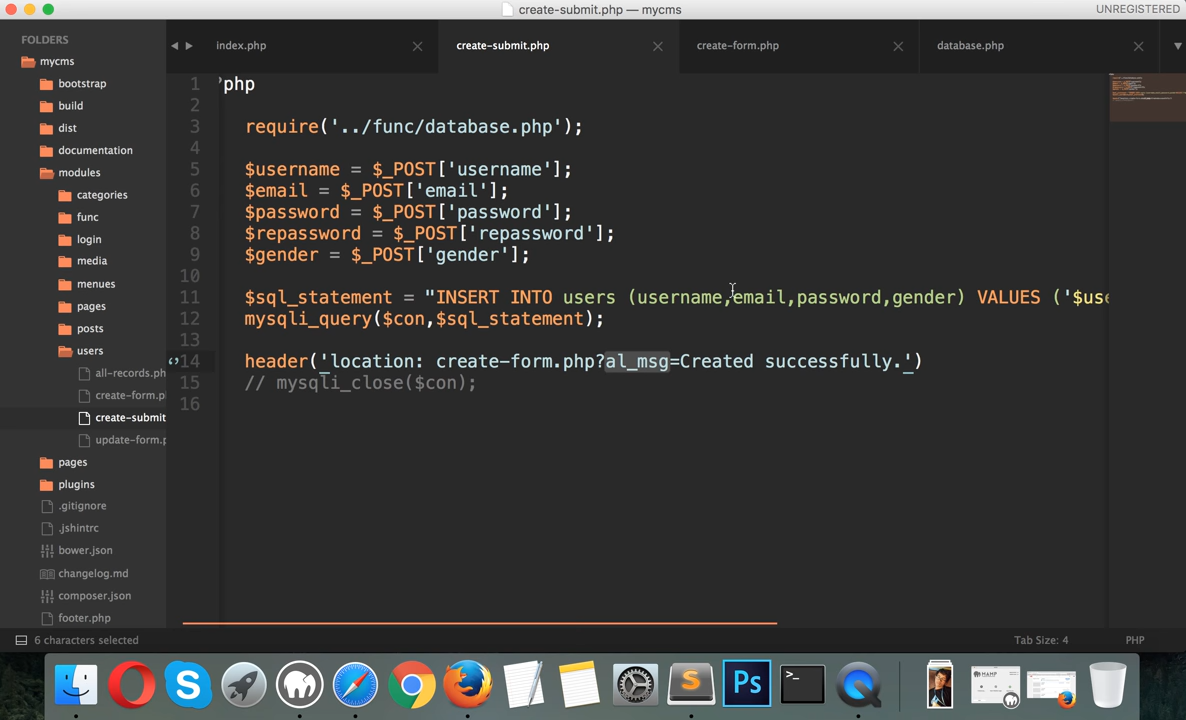 create-submit.php — mycms
UNREGISTERED
FOLDERS
mycms
bootstrap
build
dist
documentation
modules
categories
func
login
media
menues
pages
posts
users
all-records.ph
create-form.p
create-submit
update-form.p
pages
plugins
.gitignore
.jshintrc
bower.json
changelog.md
composer.json
footer.php
index.php
create-submit.php
create-form.php
database.php
1 ?php
2
3 require('../func/database.php');
4
5 $username = $_POST['username'];
6 $email = $_POST['email'];
7 $password = $_POST['password'];
8 $repassword = $_POST['repassword'];
9 $gender = $_POST['gender'];
10
11 $sql_statement = "INSERT INTO users (username,email,password,gender) VALUES ('$use
12 mysqli_query($con,$sql_statement);
13
14 header('location: create-form.php?al_msg=Created successfully.')
15 // mysqli_close($con);
16
6 characters selected
Tab Size: 4
PHP